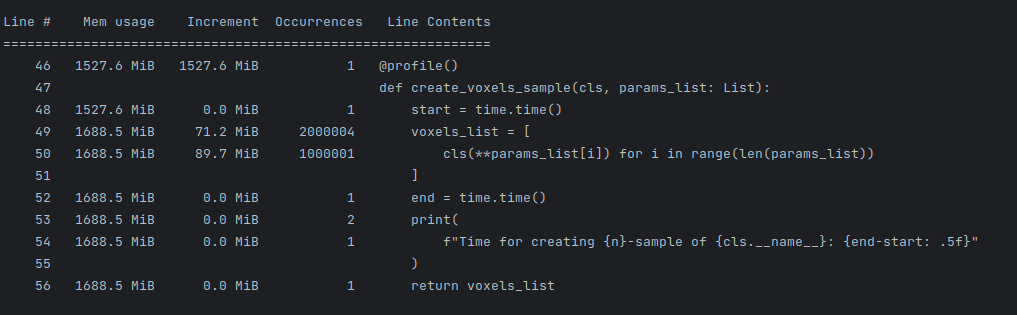 Line #    Mem usage    Increment  Occurrences   Line Contents
=============================================================
    46   1527.6 MiB   1527.6 MiB           1   @profile()
    47                                         def create_voxels_sample(cls, params_list: List):
    48   1527.6 MiB      0.0 MiB           1       start = time.time()
    49   1688.5 MiB     71.2 MiB     2000004       voxels_list = [
    50   1688.5 MiB     89.7 MiB     1000001           cls(**params_list[i]) for i in range(len(params_list))
    51                                             ]
    52   1688.5 MiB      0.0 MiB           1       end = time.time()
    53   1688.5 MiB      0.0 MiB           2       print(
    54   1688.5 MiB      0.0 MiB           1           f"Time for creating {n}-sample of {cls.__name__}: {end-start: .5f}"
    55                                             )
    56   1688.5 MiB      0.0 MiB           1       return voxels_list